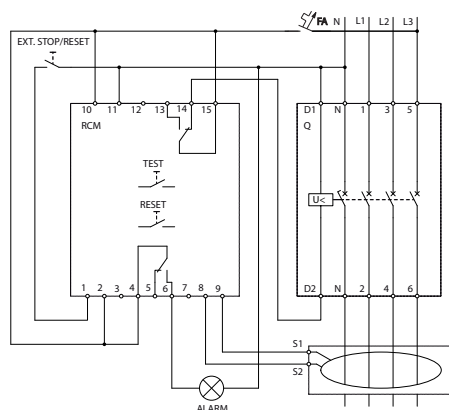 FA N L1 L2 L3
EXT. STOP/RESET
10 11 12 13 14 15 D1 N 1 3 5
RCM Q
TEST
U<
RESET
1 2 3 4 5 6 7 8 9 D2 N 2 4 6
S1
S2
ALARM